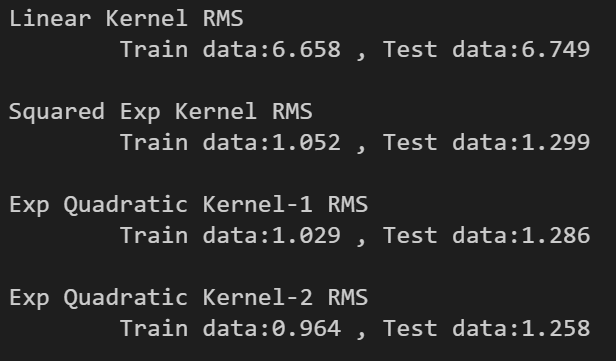 Linear Kernel RMS
Train data:6.658 , Test data:6.749
Squared Exp Kernel RMS
Train data:1.052 , Test data:1.299
Exp Quadratic Kernel-1 RMS
Train data:1.029 , Test data:1.286
Exp Quadratic Kernel-2 RMS
Train data:0.964 , Test data:1.258